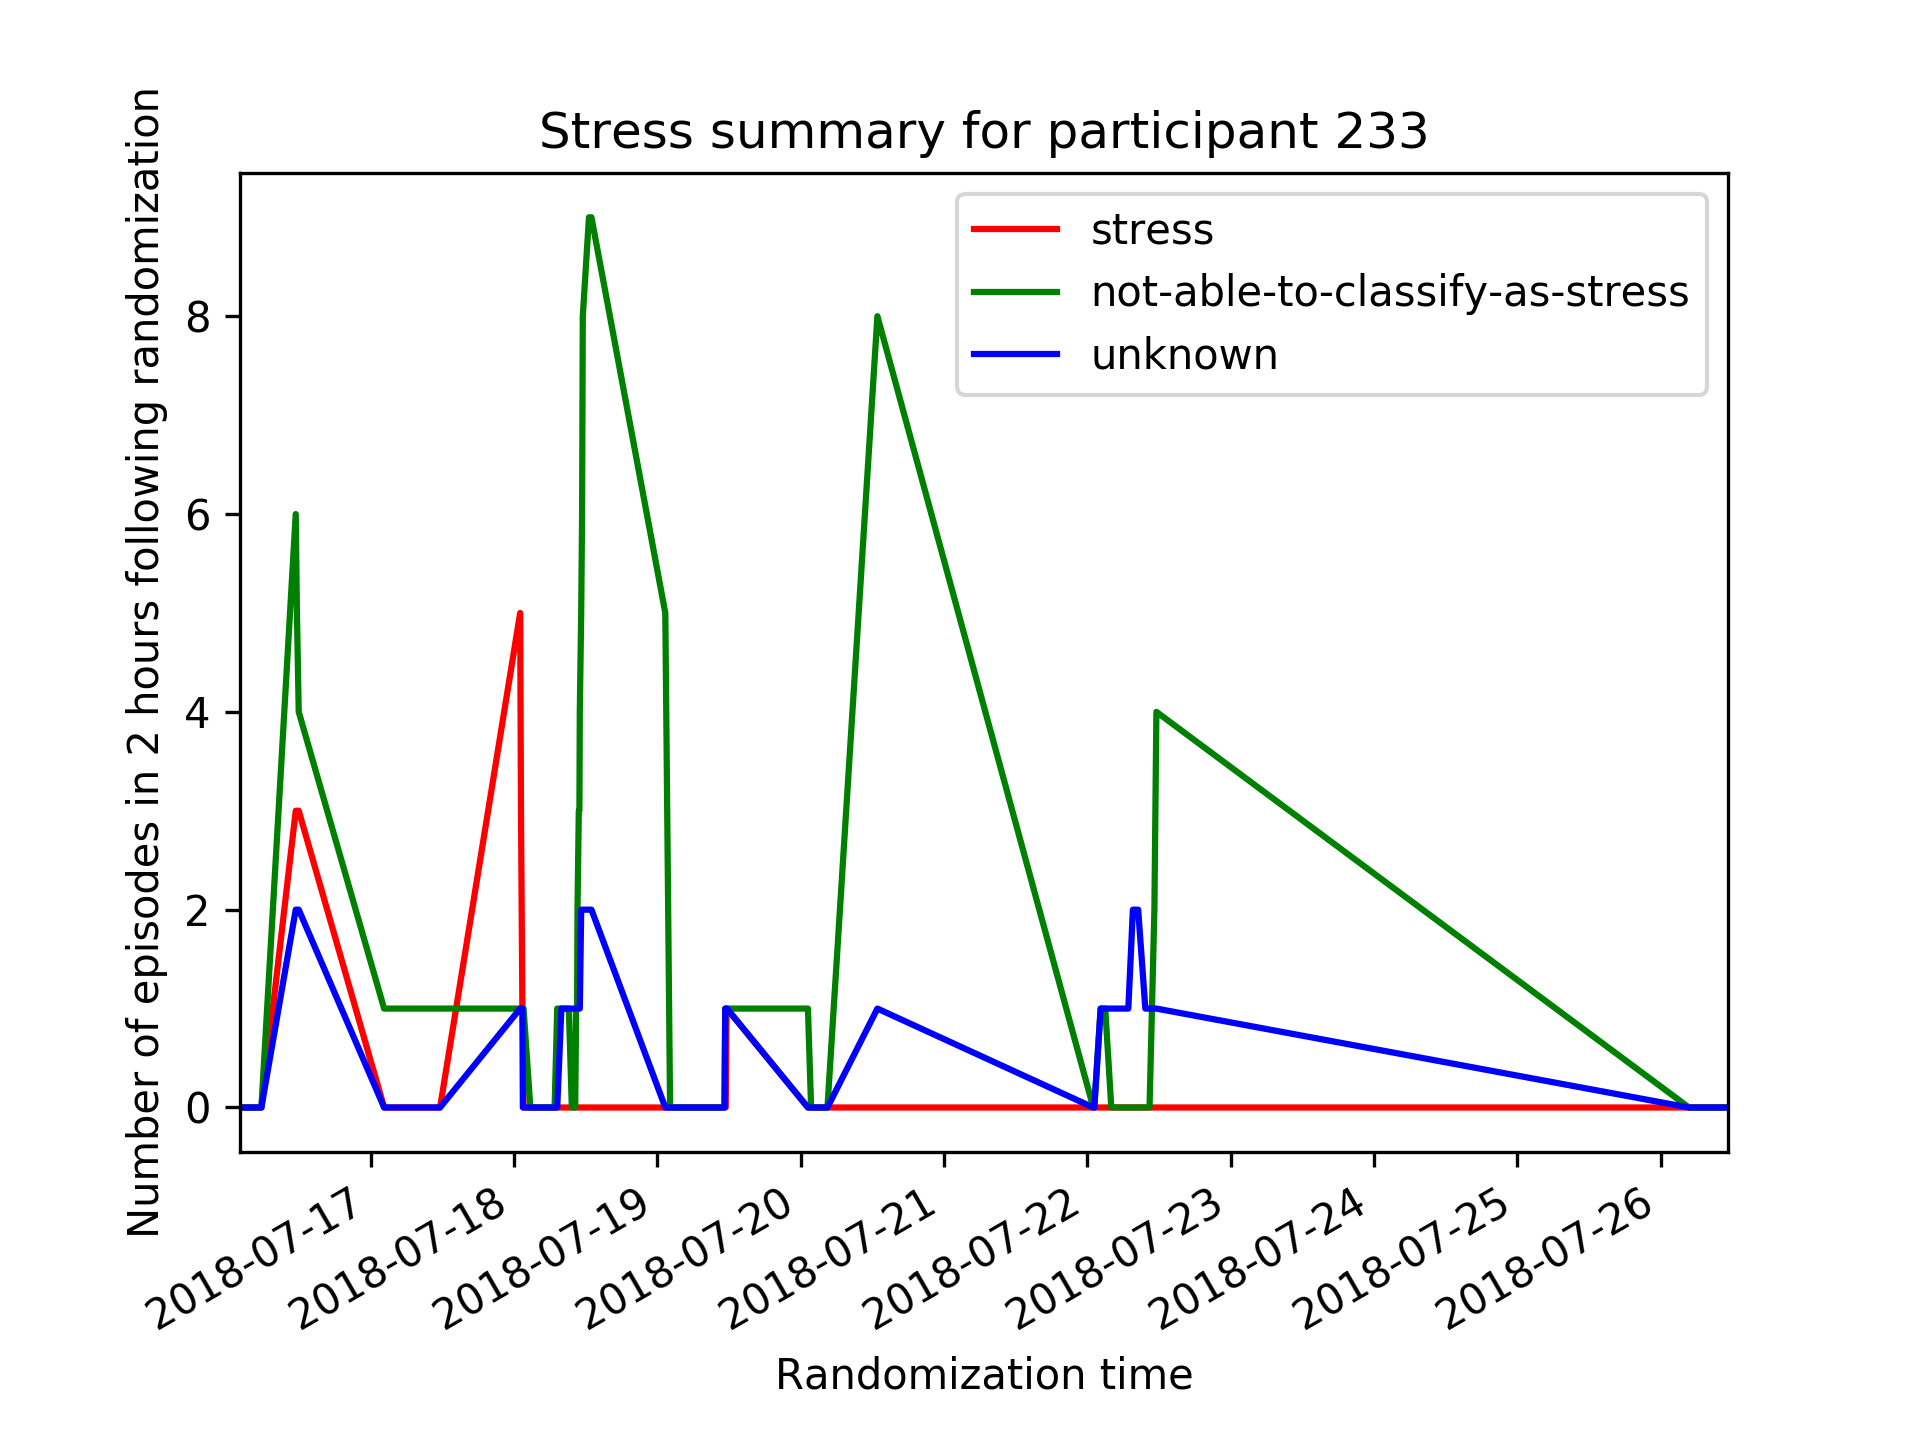 Stress summary for participant 233
stress
not-able-to-classify-as-stress
unknown
Number of episodes in 2 hours following randomization
8
6
4
2
0
2018-07-17
2018-07-18
2018-07-19
2018-07-20
2018-07-21
2018-07-22
2018-07-23
2018-07-24
2018-07-25
2018-07-26
Randomization time